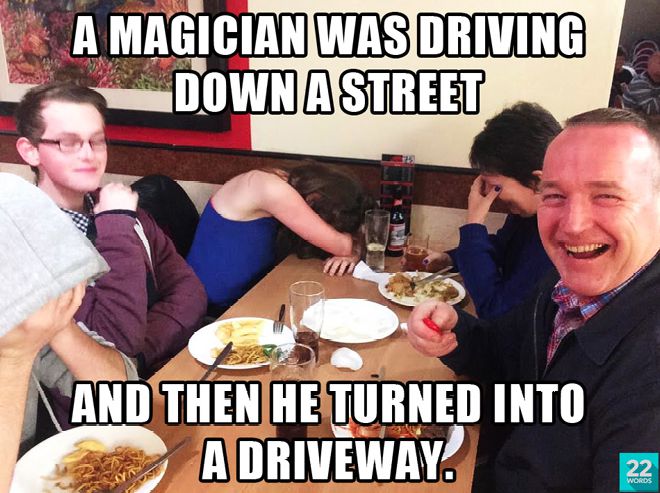 A MAGICIAN WAS DRIVING
DOWN A STREET
AND THEN HE TURNED INTO
A DRIVEWAY.
22
WORDS